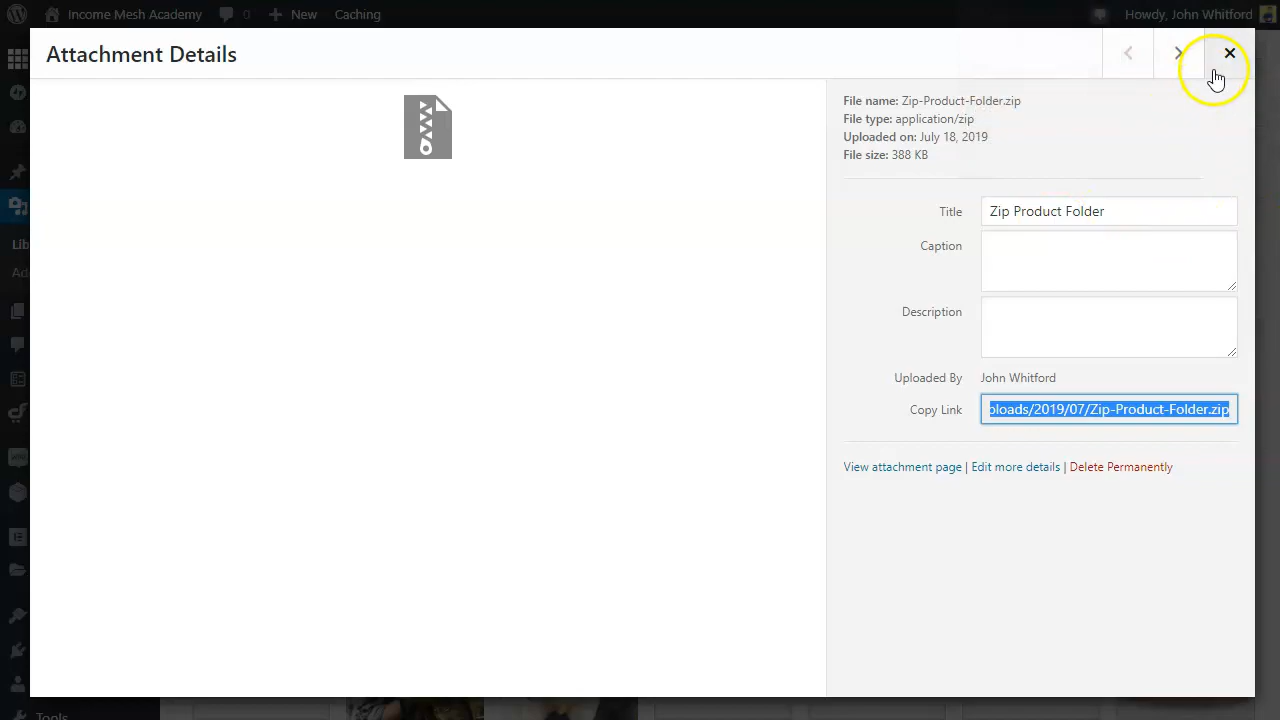 Income Mesh Academy 0 New Caching Howdy, John Whitford
Attachment Details
File name: Zip-Product-Folder.zip
File type: application/zip
Uploaded on: July 18, 2019
File size: 388 KB
Title Zip Product Folder
Caption
Description
Uploaded By John Whitford
Copy Link ploads/2019/07/Zip-Product-Folder.zip
View attachment page | Edit more details | Delete Permanently
Tools